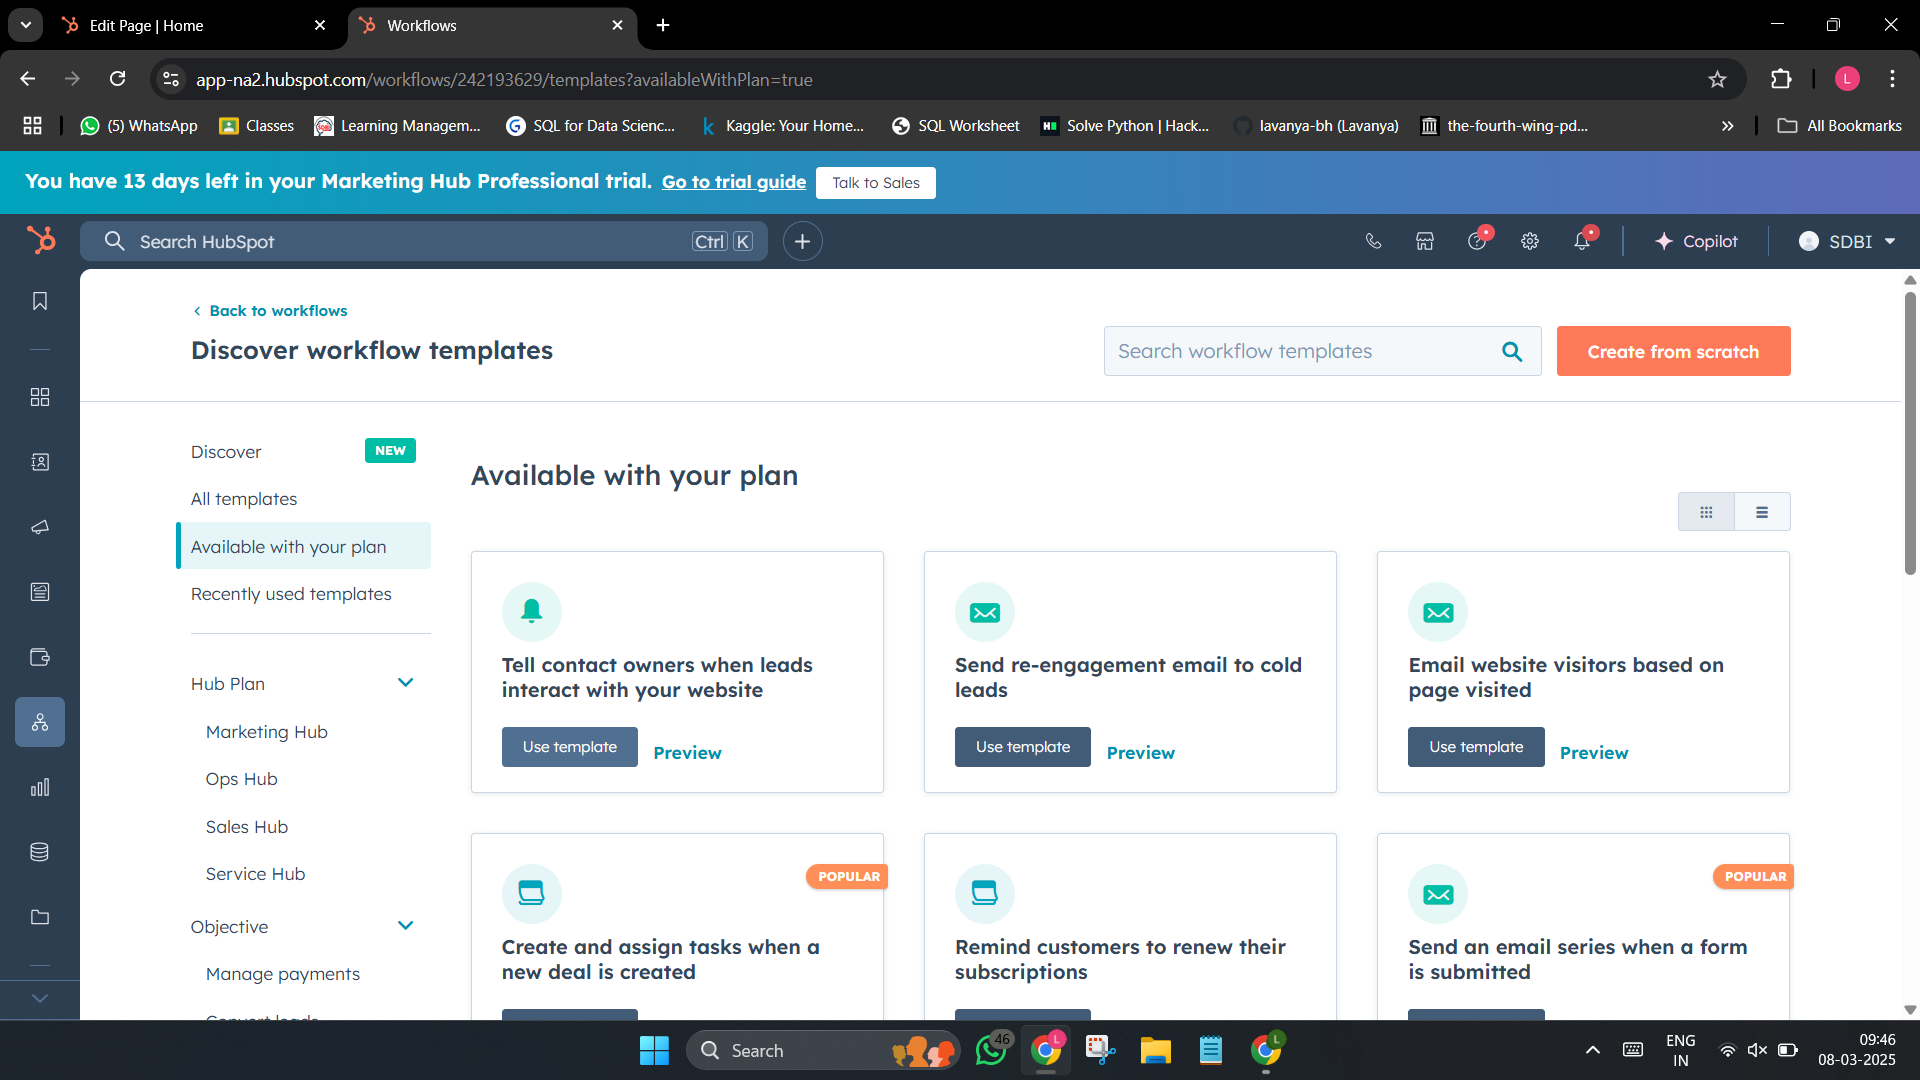 Edit Page | Home
Workflows
app-na2.hubspot.com/workflows/242193629/templates?availableWithPlan=true
L
(5) WhatsApp
Classes
Learning Managem...
SQL for Data Scienc...
Kaggle: Your Home...
SQL Worksheet
Solve Python | Hack...
lavanya-bh (Lavanya)
the-fourth-wing-pd...
All Bookmarks
You have 13 days left in your Marketing Hub Professional trial. Go to trial guide Talk to Sales
Search HubSpot
Ctrl K
Copilot
SDBI
Back to workflows
Discover workflow templates
Search workflow templates
Create from scratch
Discover
NEW
All templates
Available with your plan
Recently used templates
Hub Plan
Marketing Hub
Ops Hub
Sales Hub
Service Hub
Objective
Manage payments
Convert leads
Available with your plan
Tell contact owners when leads
interact with your website
Use template Preview
Send re-engagement email to cold
leads
Use template Preview
Email website visitors based on
page visited
Use template Preview
POPULAR
Create and assign tasks when a
new deal is created
Remind customers to renew their
subscriptions
POPULAR
Send an email series when a form
is submitted
Search
46
L
L
ENG
IN
09:46
08-03-2025